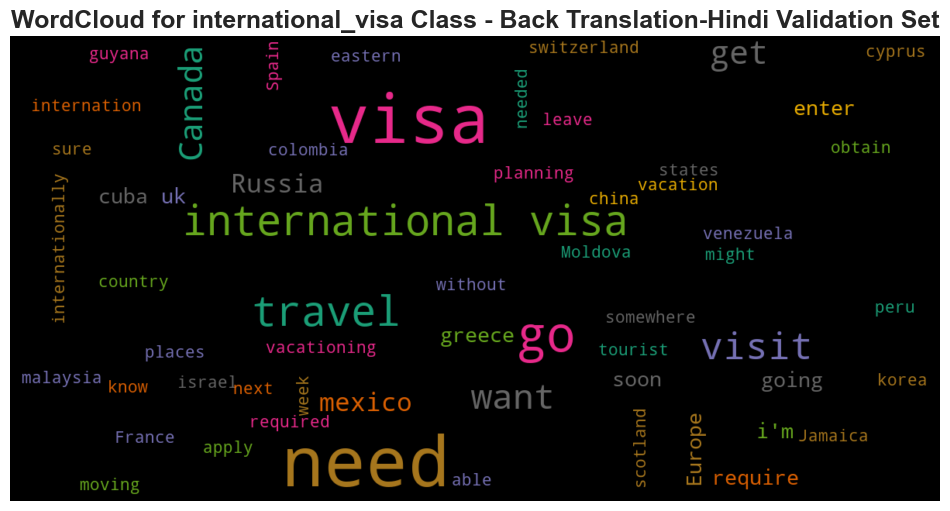 WordCloud for international_visa Class - Back Translation-Hindi Validation Set
guyana
Canada
Spain
eastern
switzerland
get
cyprus
internation
visa
needed
leave
enter
sure
colombia
obtain
internationally
cuba
uk
Russia
planning
states
vacation
china
international visa
venezuela
Moldova
might
country
without
travel
go
somewhere
peru
places
vacationing
greece
tourist
visit
malaysia
know
israel
next
week
mexico
want
soon
going
korea
required
France
apply
need
able
scotland
Europe
i'm
Jamaica
moving
require